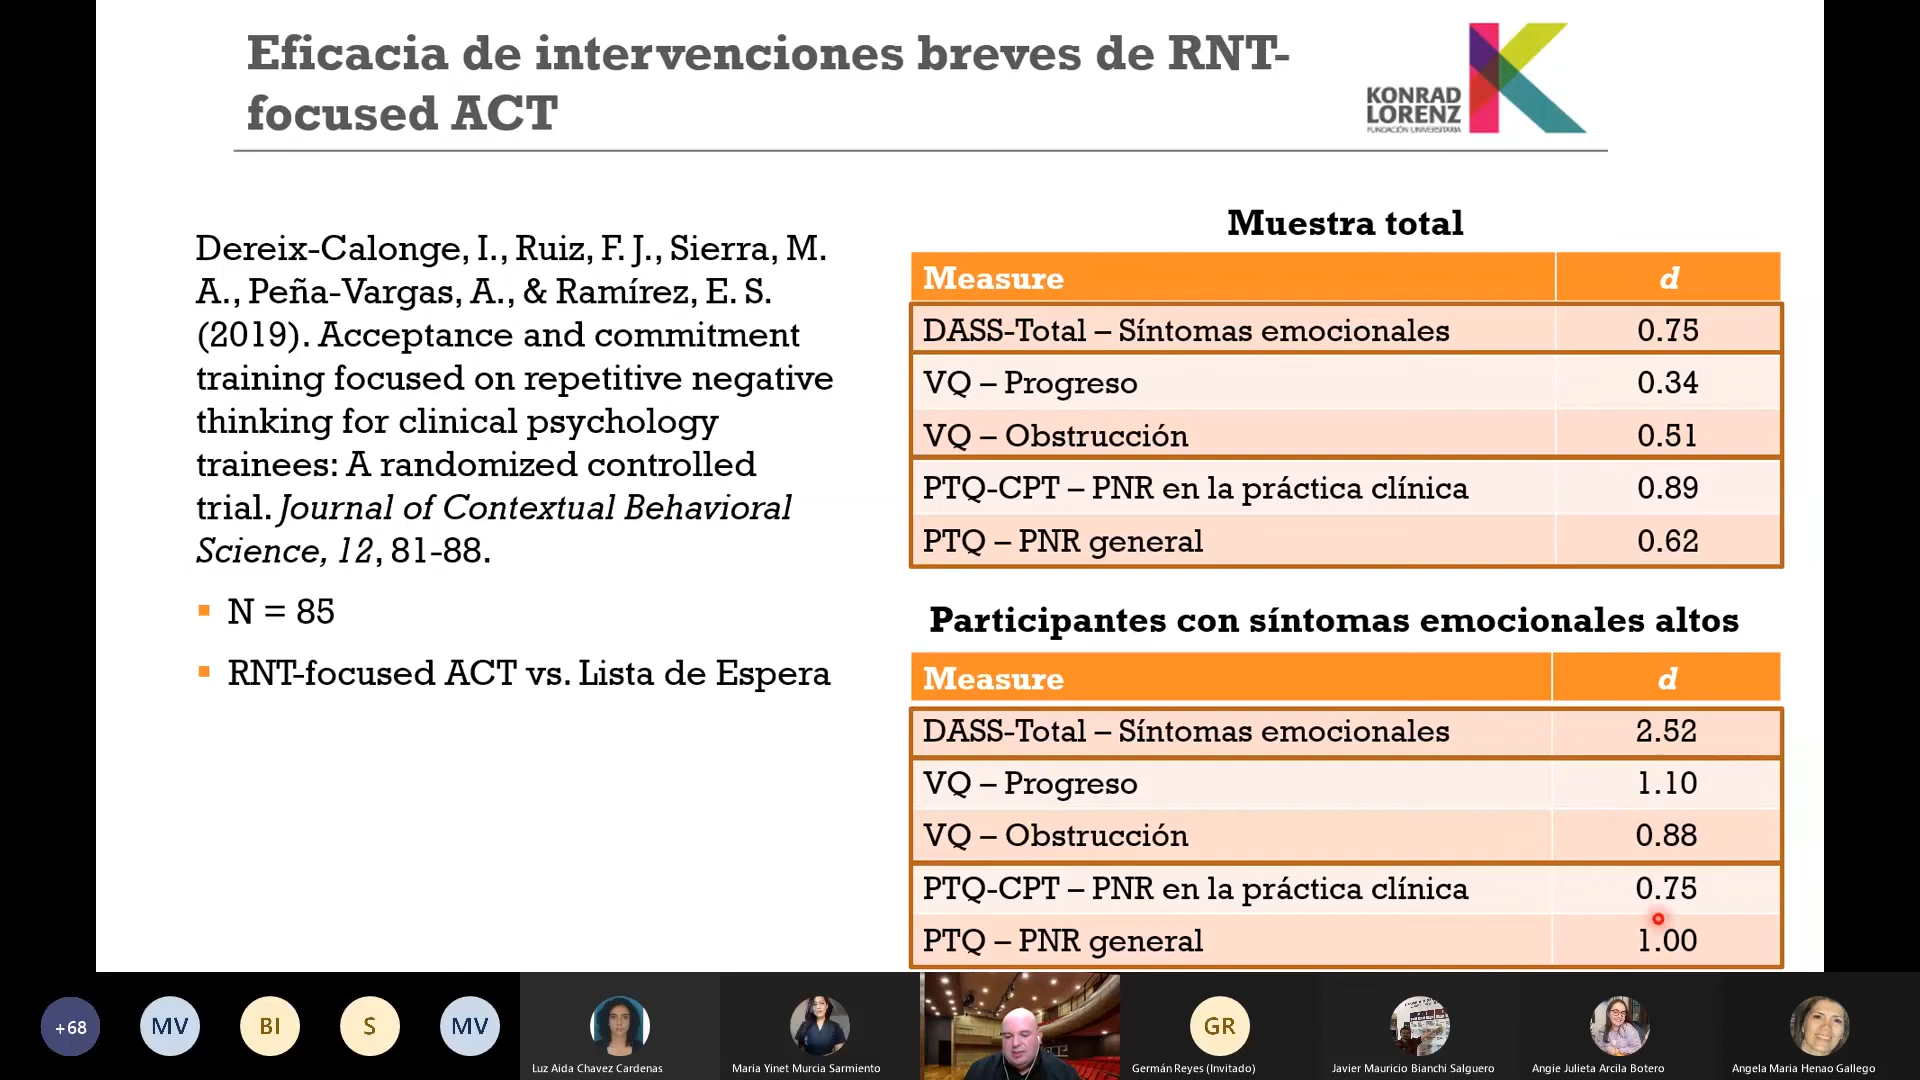 Eficacia de intervenciones breves de RNT-
focused ACT
KONRAD
LORENZ
FUNDACIÓN UNIVERSITARIA
Dereix-Calonge, I., Ruiz, F. J., Sierra, M.
A., Peña-Vargas, A., & Ramírez, E. S.
(2019). Acceptance and commitment
training focused on repetitive negative
thinking for clinical psychology
trainees: A randomized controlled
trial. Journal of Contextual Behavioral
Science, 12, 81-88.
N = 85
RNT-focused ACT vs. Lista de Espera
Muestra total
Measure d
DASS-Total – Síntomas emocionales 0.75
VQ – Progreso 0.34
VQ – Obstrucción 0.51
PTQ-CPT – PNR en la práctica clínica 0.89
PTQ – PNR general 0.62
Participantes con síntomas emocionales altos
Measure d
DASS-Total – Síntomas emocionales 2.52
VQ – Progreso 1.10
VQ – Obstrucción 0.88
PTQ-CPT – PNR en la práctica clínica 0.75
PTQ – PNR general 1.00
+68
MV
BI
S
MV
GR
Luz Aida Chavez Cardenas
Maria Yinet Murcia Sarmiento
Germán Reyes (Invitado)
Javier Mauricio Bianchi Salguero
Angie Julieta Arcila Botero
Angela Maria Henao Gallego